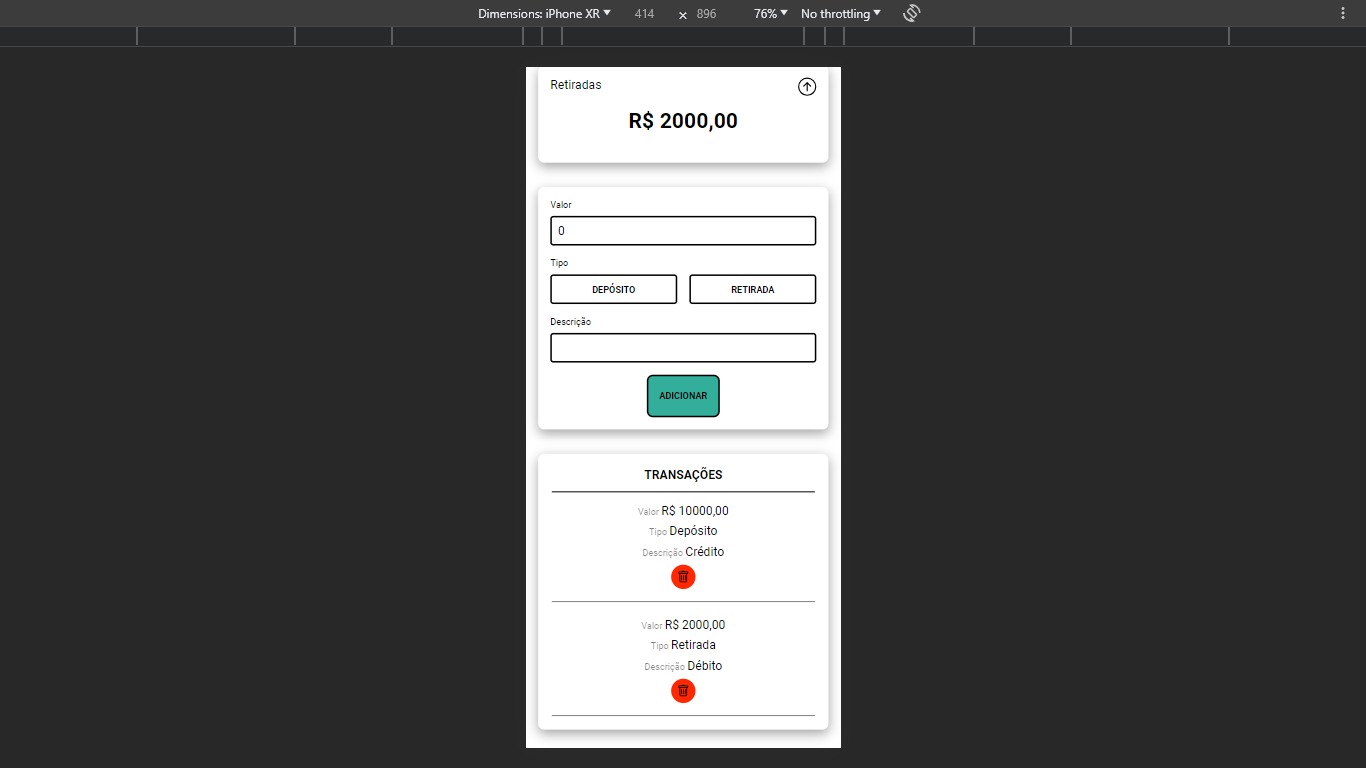 Dimensions: iPhone XR 414 × 896 76% No throttling
Retiradas
R$ 2000,00
Valor
0
Tipo
DEPÓSITO RETIRADA
Descrição
ADICIONAR
TRANSAÇÕES
Valor R$ 10000,00
Tipo Depósito
Descrição Crédito
Valor R$ 2000,00
Tipo Retirada
Descrição Débito